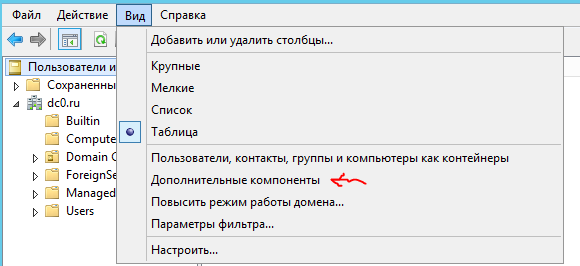 Файл Действие Вид Справка
Добавить или удалить столбцы...
Пользователи и
Крупные
Сохраненны
Мелкие
dc0.ru
Список
Builtin
Таблица
Compute
Domain C
Пользователи, контакты, группы и компьютеры как контейнеры
ForeignSe
Дополнительные компоненты
Managed
Повысить режим работы домена...
Users
Параметры фильтра...
Настроить...